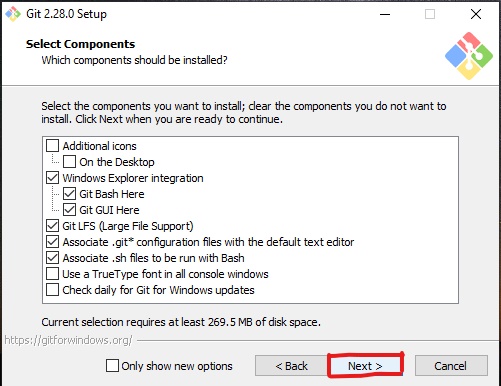 Git 2.28.0 Setup
Select Components
Which components should be installed?
Select the components you want to install; clear the components you do not want to
install. Click Next when you are ready to continue.
Additional icons
On the Desktop
Windows Explorer integration
Git Bash Here
Git GUI Here
Git LFS (Large File Support)
Associate .git* configuration files with the default text editor
Associate .sh files to be run with Bash
Use a TrueType font in all console windows
Check daily for Git for Windows updates
Current selection requires at least 269.5 MB of disk space.
https://gitforwindows.org/
Only show new options
< Back
Next >
Cancel